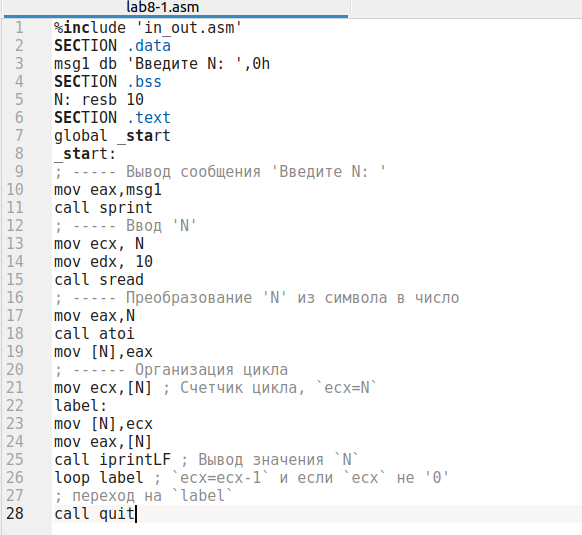 lab8-1.asm
1 %include 'in_out.asm'
2 SECTION .data
3 msg1 db 'Введите N: ',0h
4 SECTION .bss
5 N: resb 10
6 SECTION .text
7 global _start
8 _start:
9 ; ----- Вывод сообщения 'Введите N: '
10 mov eax,msg1
11 call sprint
12 ; ----- Ввод 'N'
13 mov ecx, N
14 mov edx, 10
15 call sread
16 ; ----- Преобразование 'N' из символа в число
17 mov eax,N
18 call atoi
19 mov [N],eax
20 ; ------ Организация цикла
21 mov ecx,[N] ; Счетчик цикла, `ecx=N`
22 label:
23 mov [N],ecx
24 mov eax,[N]
25 call iprintLF ; Вывод значения `N`
26 loop label ; `ecx=ecx-1` и если `ecx` не '0'
27 ; переход на `label`
28 call quit